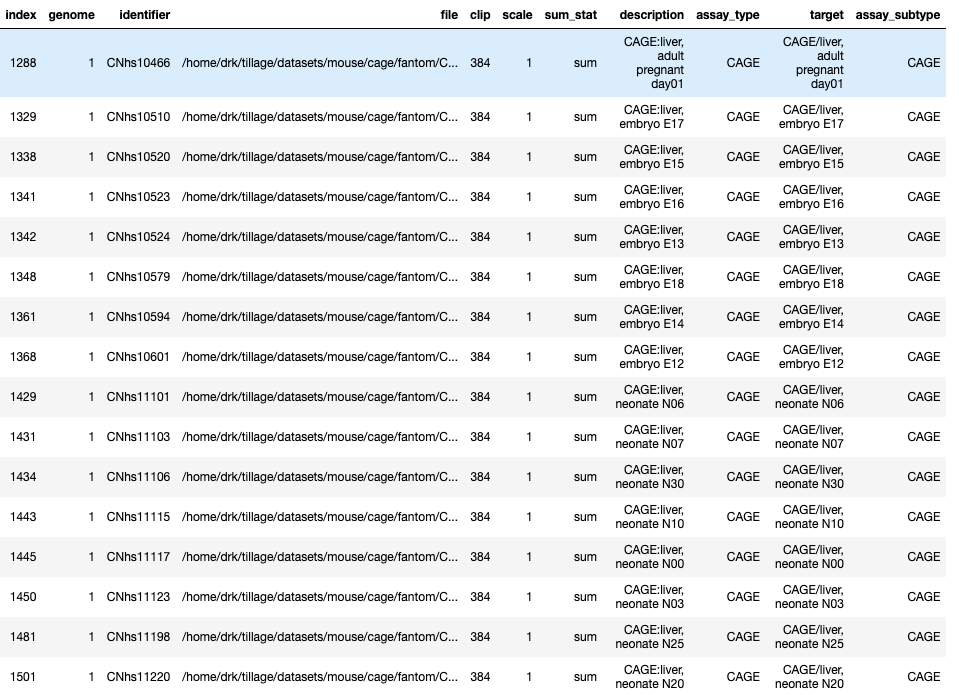 index genome identifier file clip scale sum_stat description assay_type target assay_subtype
1288 1 CNhs10466 /home/drk/tillage/datasets/mouse/cage/fantom/C... 384 1 sum CAGE:liver, adult pregnant day01 CAGE CAGE/liver, adult pregnant day01 CAGE
1329 1 CNhs10510 /home/drk/tillage/datasets/mouse/cage/fantom/C... 384 1 sum CAGE:liver, embryo E17 CAGE CAGE/liver, embryo E17 CAGE
1338 1 CNhs10520 /home/drk/tillage/datasets/mouse/cage/fantom/C... 384 1 sum CAGE:liver, embryo E15 CAGE CAGE/liver, embryo E15 CAGE
1341 1 CNhs10523 /home/drk/tillage/datasets/mouse/cage/fantom/C... 384 1 sum CAGE:liver, embryo E16 CAGE CAGE/liver, embryo E16 CAGE
1342 1 CNhs10524 /home/drk/tillage/datasets/mouse/cage/fantom/C... 384 1 sum CAGE:liver, embryo E13 CAGE CAGE/liver, embryo E13 CAGE
1348 1 CNhs10579 /home/drk/tillage/datasets/mouse/cage/fantom/C... 384 1 sum CAGE:liver, embryo E18 CAGE CAGE/liver, embryo E18 CAGE
1361 1 CNhs10594 /home/drk/tillage/datasets/mouse/cage/fantom/C... 384 1 sum CAGE:liver, embryo E14 CAGE CAGE/liver, embryo E14 CAGE
1368 1 CNhs10601 /home/drk/tillage/datasets/mouse/cage/fantom/C... 384 1 sum CAGE:liver, embryo E12 CAGE CAGE/liver, embryo E12 CAGE
1429 1 CNhs11101 /home/drk/tillage/datasets/mouse/cage/fantom/C... 384 1 sum CAGE:liver, neonate N06 CAGE CAGE/liver, neonate N06 CAGE
1431 1 CNhs11103 /home/drk/tillage/datasets/mouse/cage/fantom/C... 384 1 sum CAGE:liver, neonate N07 CAGE CAGE/liver, neonate N07 CAGE
1434 1 CNhs11106 /home/drk/tillage/datasets/mouse/cage/fantom/C... 384 1 sum CAGE:liver, neonate N30 CAGE CAGE/liver, neonate N30 CAGE
1443 1 CNhs11115 /home/drk/tillage/datasets/mouse/cage/fantom/C... 384 1 sum CAGE:liver, neonate N10 CAGE CAGE/liver, neonate N10 CAGE
1445 1 CNhs11117 /home/drk/tillage/datasets/mouse/cage/fantom/C... 384 1 sum CAGE:liver, neonate N00 CAGE CAGE/liver, neonate N00 CAGE
1450 1 CNhs11123 /home/drk/tillage/datasets/mouse/cage/fantom/C... 384 1 sum CAGE:liver, neonate N03 CAGE CAGE/liver, neonate N03 CAGE
1481 1 CNhs11198 /home/drk/tillage/datasets/mouse/cage/fantom/C... 384 1 sum CAGE:liver, neonate N25 CAGE CAGE/liver, neonate N25 CAGE
1501 1 CNhs11220 /home/drk/tillage/datasets/mouse/cage/fantom/C... 384 1 sum CAGE:liver, neonate N20 CAGE CAGE/liver, neonate N20 CAGE